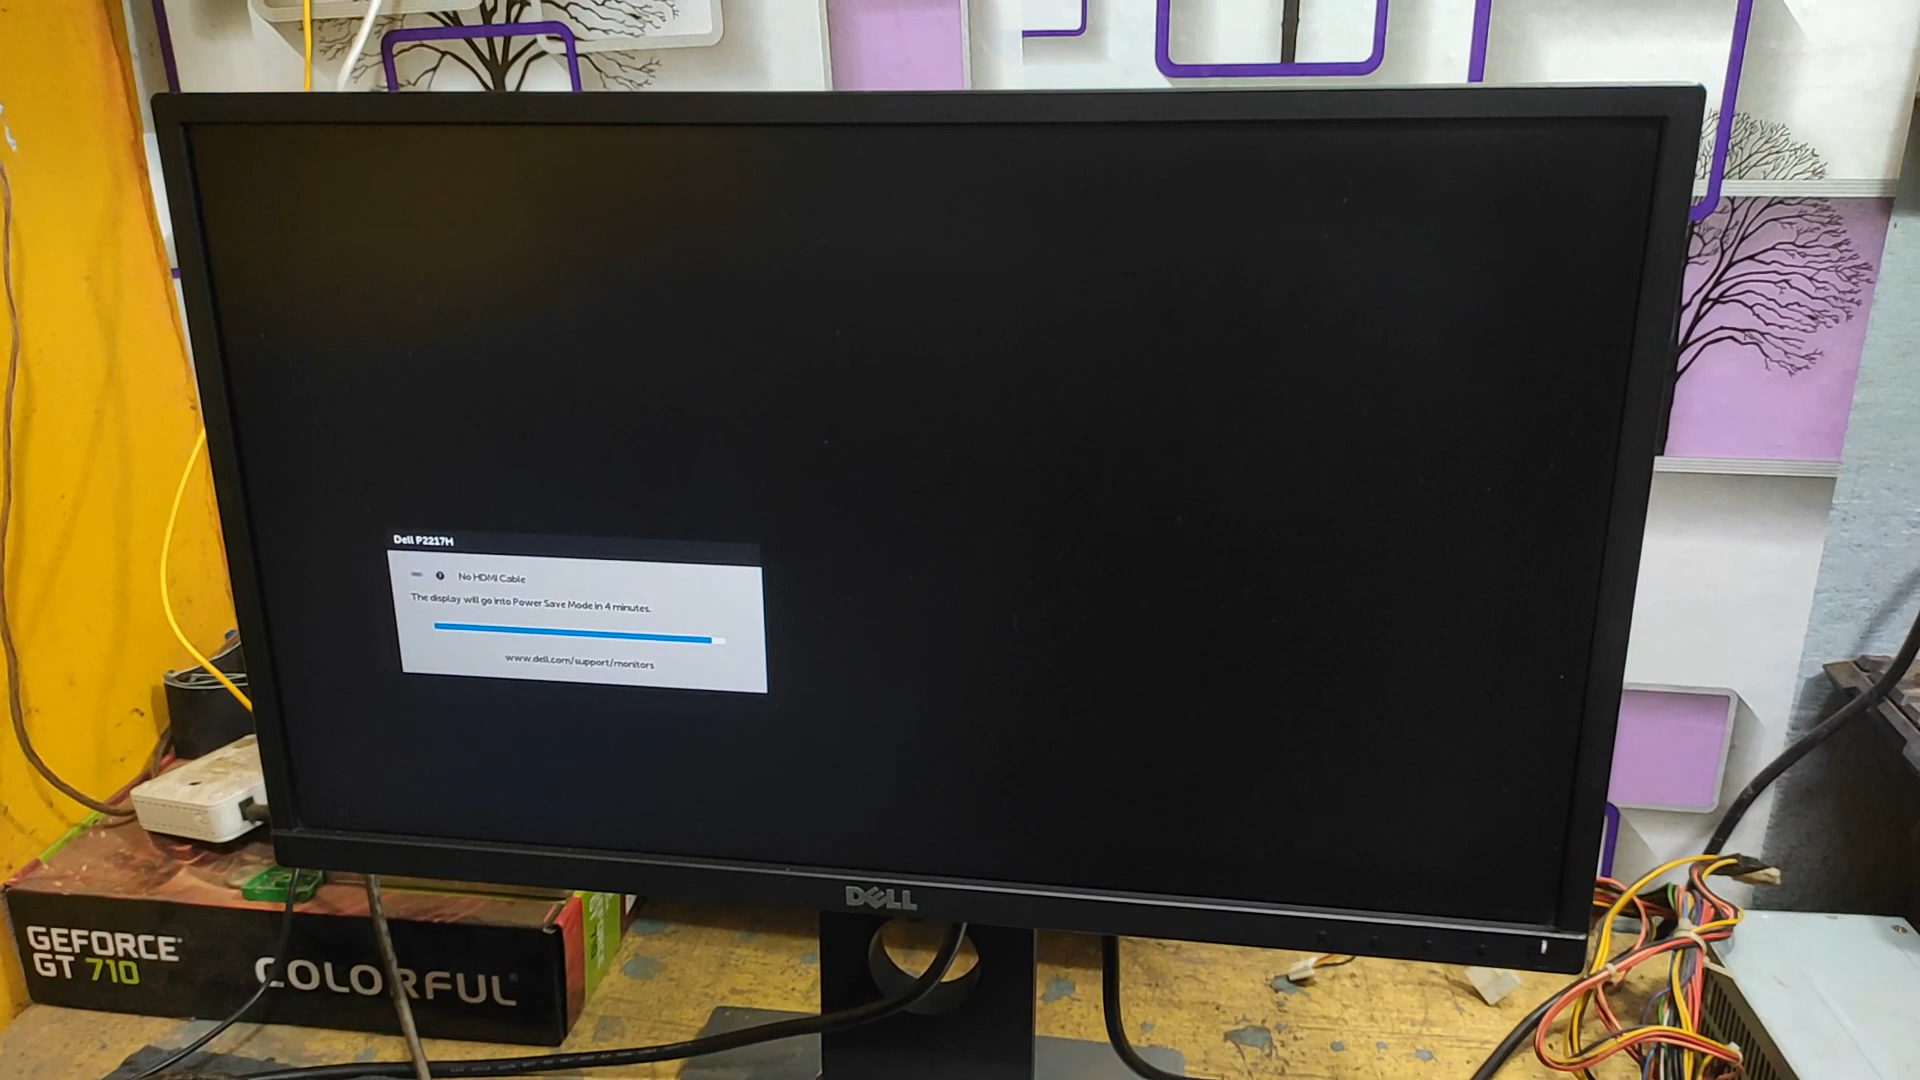 Dell P2217H
No HDMI Cable
The display will go into Power Save Mode in 4 minutes.
www.dell.com/support/monitors
DELL
GEFORCE
GT 710
COLORFUL